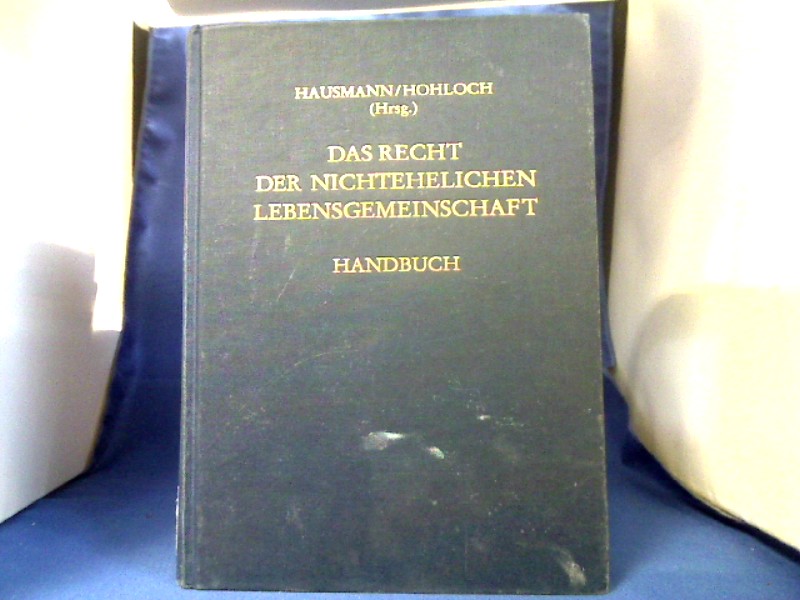 HAUSMANN/HOHLOCH
(Hrsg.)
DAS RECHT
DER NICHTEHELICHEN
LEBENSGEMEINSCHAFT
HANDBUCH